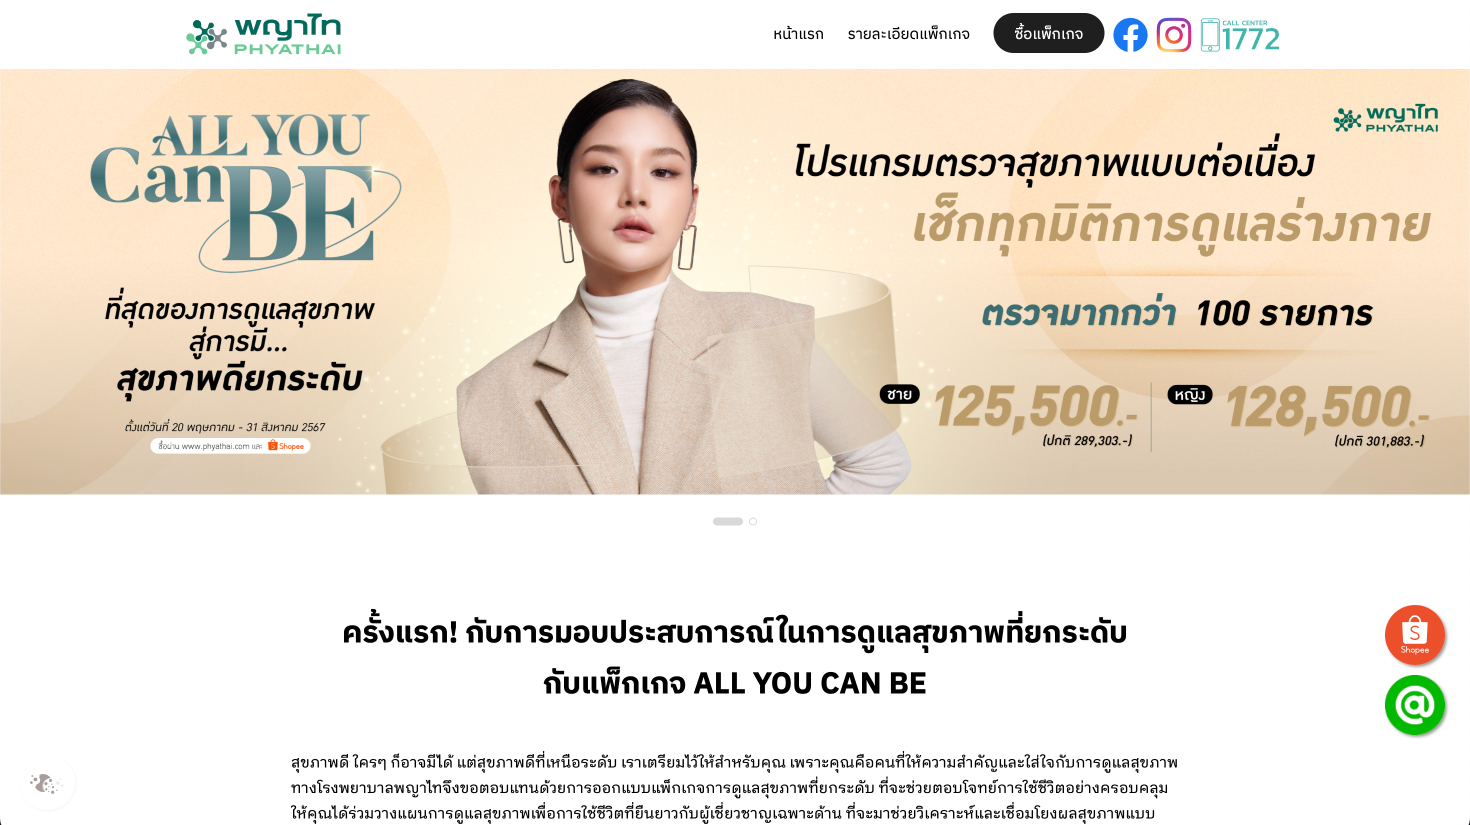 พญาไท
PHYATHAI
หน้าแรก
รายละเอียดแพ็กเกจ
ซื้อแพ็กเกจ
CALL CENTER
1772
ALL YOU
Can BE
ที่สุดของการดูแลสุขภาพ
สู่การมี...
สุขภาพดียกระดับ
ตั้งแต่วันที่ 20 พฤษภาคม - 31 สิงหาคม 2567
ซื้อผ่าน www.phyathai.com และ Shopee
พญาไท
PHYATHAI
โปรแกรมตรวจสุขภาพแบบต่อเนื่อง
เช็กทุกมิติการดูแลร่างกาย
ตรวจมากกว่า 100 รายการ
ชาย 125,500.-
(ปกติ 289,303.-)
หญิง 128,500.-
(ปกติ 301,883.-)
ครั้งแรก! กับการมอบประสบการณ์ในการดูแลสุขภาพที่ยกระดับ
กับแพ็กเกจ ALL YOU CAN BE
สุขภาพดี ใครๆ ก็อาจมีได้ แต่สุขภาพดีที่เหนือระดับ เราเตรียมไว้ให้สำหรับคุณ เพราะคุณคือคนที่ให้ความสำคัญและใส่ใจกับการดูแลสุขภาพ
ทางโรงพยาบาลพญาไทจึงขอตอบแทนด้วยการออกแบบแพ็กเกจการดูแลสุขภาพที่ยกระดับ ที่จะช่วยตอบโจทย์การใช้ชีวิตอย่างครอบคลุม
ให้คุณได้ร่วมวางแผนการดูแลสุขภาพเพื่อการใช้ชีวิตที่ยืนยาวกับผู้เชี่ยวชาญเฉพาะด้าน ที่จะมาช่วยวิเคราะห์และเชื่อมโยงผลสุขภาพแบบ
Shopee